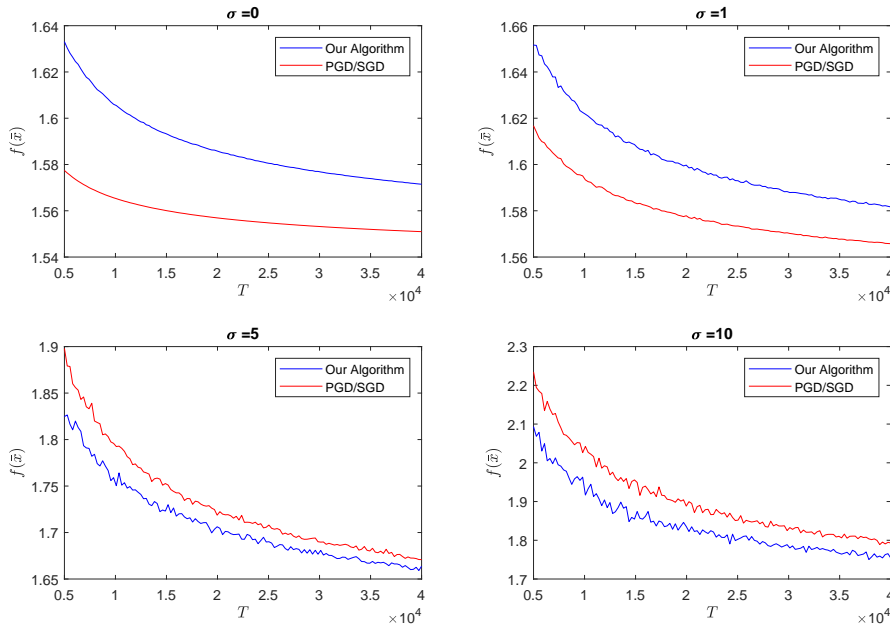 σ =0
1.64
1.62
1.6
1.58
1.56
1.54
f(x̄)
Our Algorithm
PGD/SGD
0.5 1 1.5 2 2.5 3 3.5 4
T
×10⁴
σ =1
1.66
1.64
1.62
1.6
1.58
1.56
f(x̄)
Our Algorithm
PGD/SGD
0.5 1 1.5 2 2.5 3 3.5 4
T
×10⁴
σ =5
1.9
1.85
1.8
1.75
1.7
1.65
f(x̄)
Our Algorithm
PGD/SGD
0.5 1 1.5 2 2.5 3 3.5 4
T
×10⁴
σ =10
2.3
2.2
2.1
2
1.9
1.8
1.7
f(x̄)
Our Algorithm
PGD/SGD
0.5 1 1.5 2 2.5 3 3.5 4
T
×10⁴